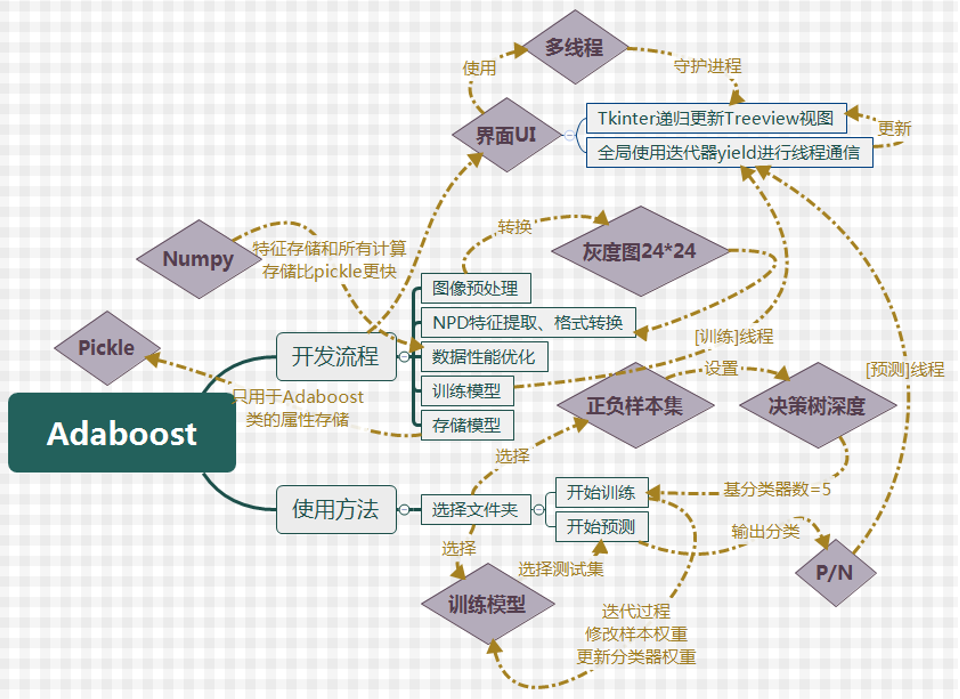 多线程
使用
守护进程
界面UI
Tkinter递归更新Treeview视图
更新
全局使用迭代器yield进行线程通信
转换
Numpy
特征存储和所有计算
存储比pickle更快
灰度图24*24
图像预处理
NPD特征提取、格式转换
[训练]线程
Pickle
开发流程
数据性能优化
设置
[预测]线程
只用于Adaboost
类的属性存储
训练模型
正负样本集
决策树深度
存储模型
Adaboost
选择
开始训练
基分类器数=5
使用方法
选择文件夹
开始预测
输出分类
选择
选择测试集
P/N
训练模型
迭代过程
修改样本权重
更新分类器权重